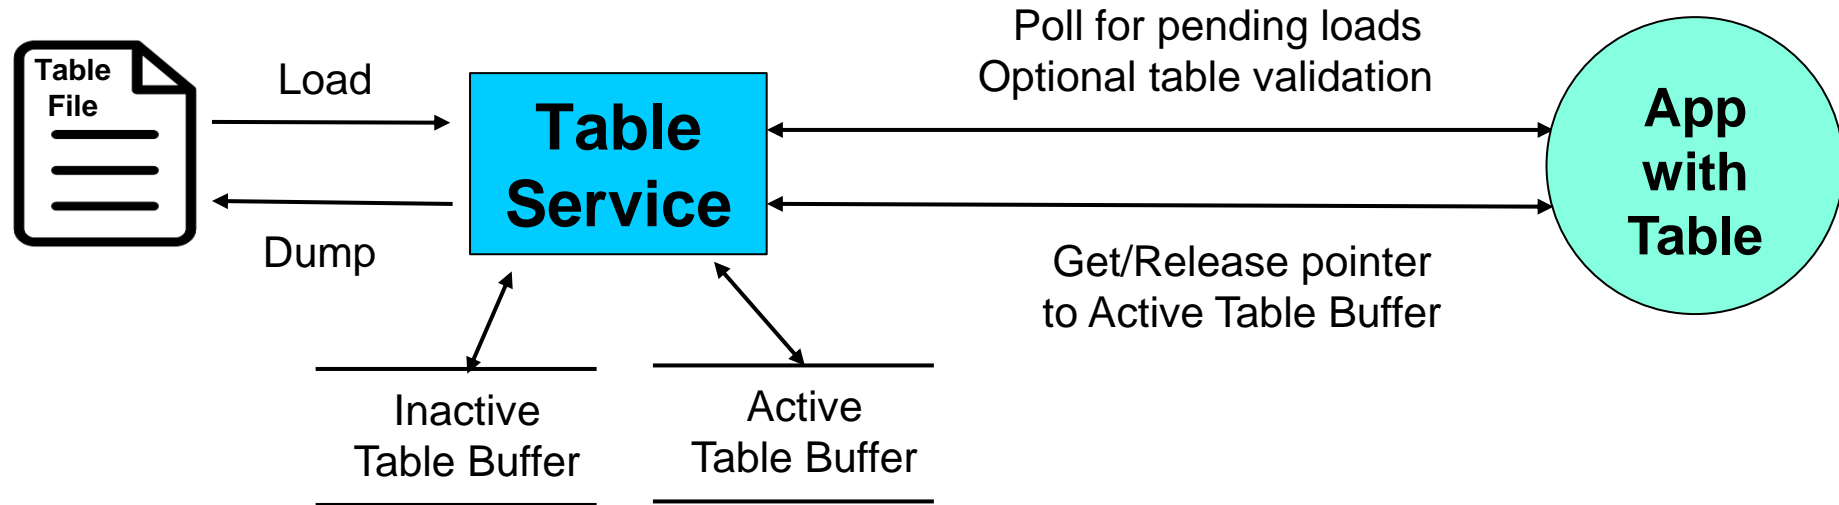 Table
File
Load
Dump
Table
Service
Poll for pending loads
Optional table validation
Get/Release pointer
to Active Table Buffer
App
with
Table
Inactive
Table Buffer
Active
Table Buffer